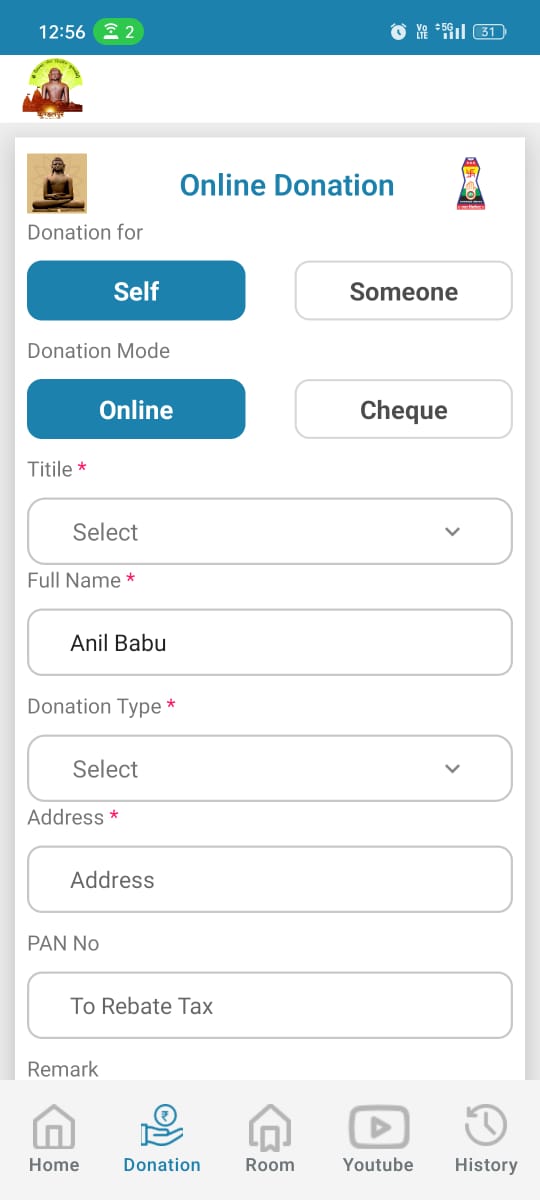 12:56
2
Vo
LTE
5G
31
कुण्डलपुर
Online Donation
Donation for
Self
Someone
Donation Mode
Online
Cheque
Titile *
Select
Full Name *
Anil Babu
Donation Type *
Select
Address *
Address
PAN No
To Rebate Tax
Remark
Home
Donation
Room
Youtube
History